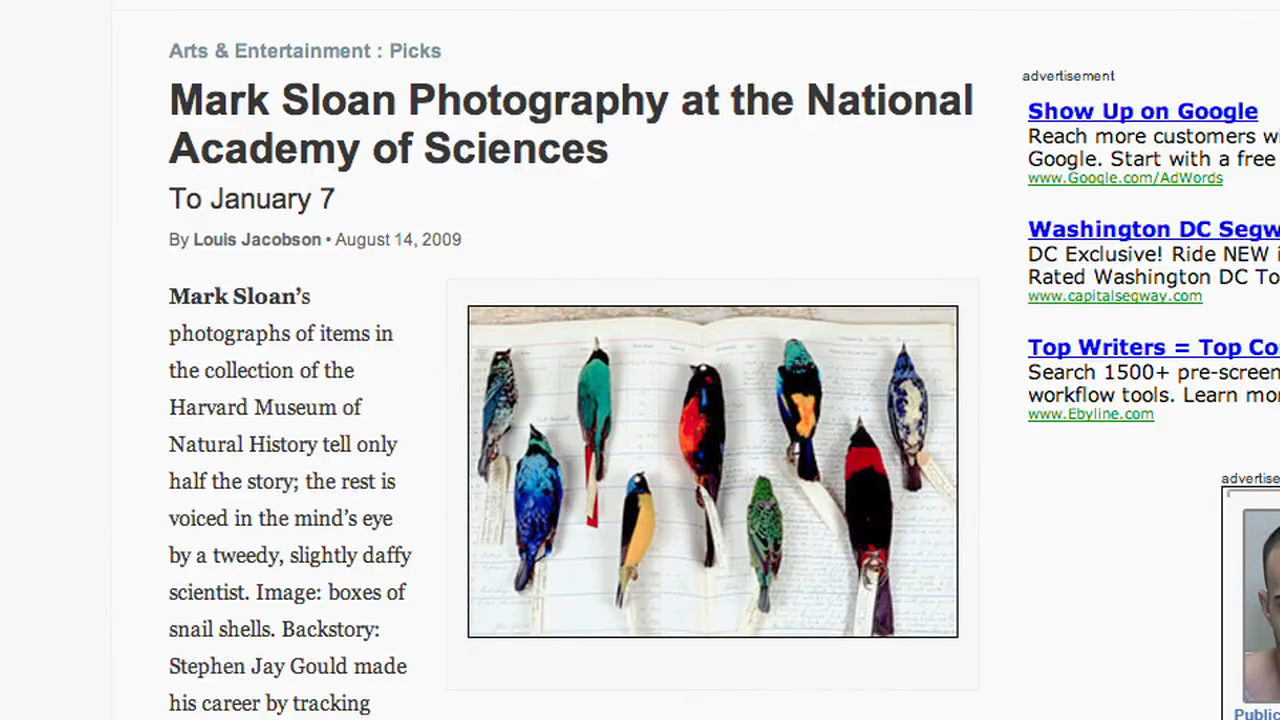 Arts & Entertainment : Picks
Mark Sloan Photography at the National
Academy of Sciences
To January 7
By Louis Jacobson • August 14, 2009
Mark Sloan’s
photographs of items in
the collection of the
Harvard Museum of
Natural History tell only
half the story; the rest is
voiced in the mind’s eye
by a tweedy, slightly daffy
scientist. Image: boxes of
snail shells. Backstory:
Stephen Jay Gould made
his career by tracking
advertisement
Show Up on Google
Reach more customers
Google. Start with a free
www.Google.com/AdWords
Washington DC Segw
DC Exclusive! Ride NEW
Rated Washington DC To
www.capitalsegway.com
Top Writers = Top Co
Search 1500+ pre-screen
workflow tools. Learn mor
www.Ebyline.com
advertise
Public